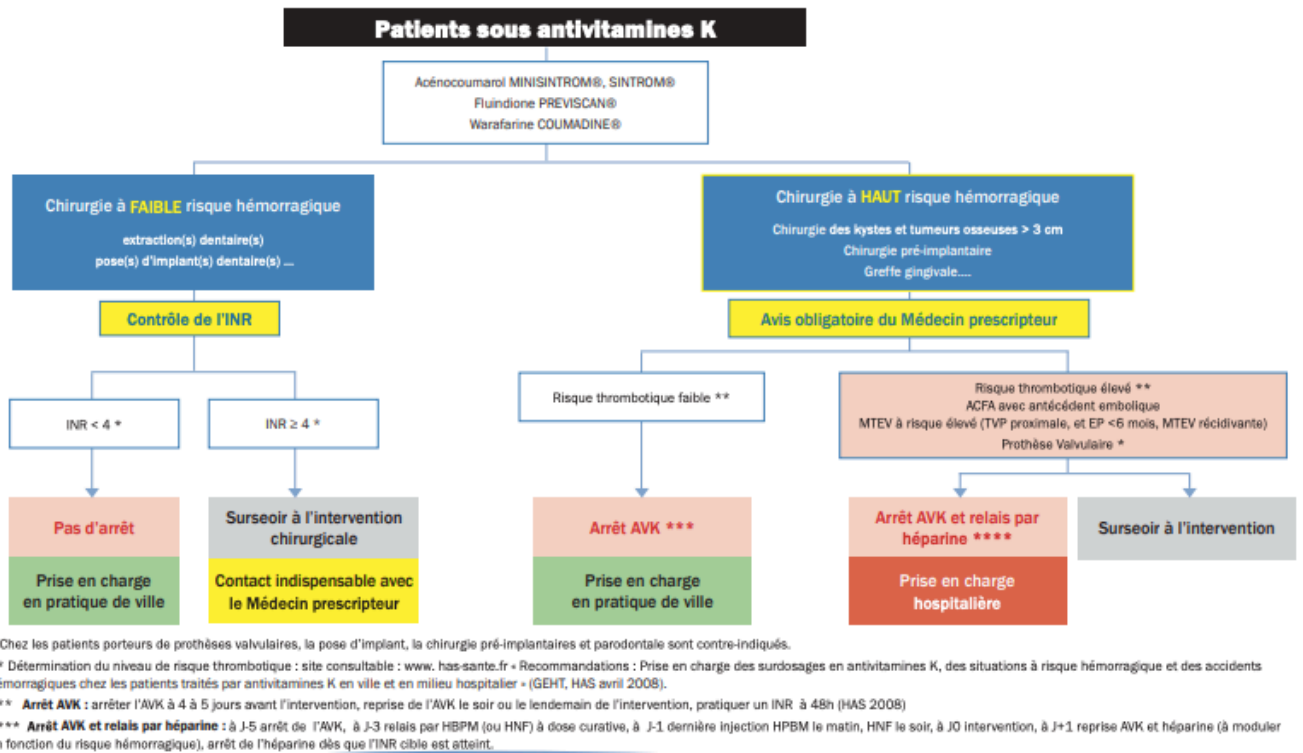 Patients sous antivitamines K
Acénocoumarol MINISINTROM®, SINTROM®
Fluindione PREVISCAN®
Warafarine COUMADINE®
Chirurgie à FAIBLE risque hémorragique
extraction(s) dentaire(s)
pose(s) d'implant(s) dentaire(s) ...
Chirurgie à HAUT risque hémorragique
Chirurgie des kystes et tumeurs osseuses > 3 cm
Chirurgie pré-implantaire
Greffe gingivale....
Contrôle de l'INR
Avis obligatoire du Médecin prescripteur
INR < 4 *
INR ≥ 4 *
Risque thrombotique faible **
Risque thrombotique élevé **
ACFA avec antécédent embolique
MTEV à risque élevé (TVP proximale, et EP <6 mois, MTEV récidivante)
Prothèse Valvulaire *
Pas d'arrêt
Prise en charge
en pratique de ville
Surseoir à l'intervention
chirurgicale
Contact indispensable avec
le Médecin prescripteur
Arrêt AVK ***
Prise en charge
en pratique de ville
Arrêt AVK et relais par
héparine ****
Prise en charge
hospitalière
Surseoir à l'intervention
Chez les patients porteurs de prothèses valvulaires, la pose d'implant, la chirurgie pré-implantaires et parodontale sont contre-indiqués.
* Détermination du niveau de risque thrombotique : site consultable : www. has-sante.fr « Recommandations : Prise en charge des surdosages en antivitamines K, des situations à risque hémorragique et des accidents
émorragiques chez les patients traités par antivitamines K en ville et en milieu hospitalier » (GEHT, HAS avril 2008).
** Arrêt AVK : arrêter l'AVK à 4 à 5 jours avant l'intervention, reprise de l'AVK le soir ou le lendemain de l'intervention, pratiquer un INR à 48h (HAS 2008)
*** Arrêt AVK et relais par héparine : à J-5 arrêt de l'AVK, à J-3 relais par HBPM (ou HNF) à dose curative, à J-1 dernière injection HPBM le matin, HNF le soir, à J0 intervention, à J+1 reprise AVK et héparine (à moduler
n fonction du risque hémorragique), arrêt de l'héparine dès que l'INR cible est atteint.